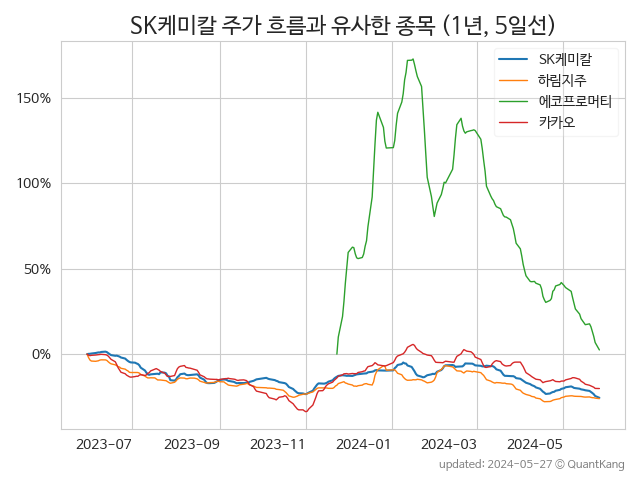 SK케미칼 주가 흐름과 유사한 종목 (1년, 5일선)
SK케미칼
하림지주
에코프로머티
카카오
150%
100%
50%
0%
2023-07 2023-09 2023-11 2024-01 2024-03 2024-05
updated: 2024-05-27 © QuantKang